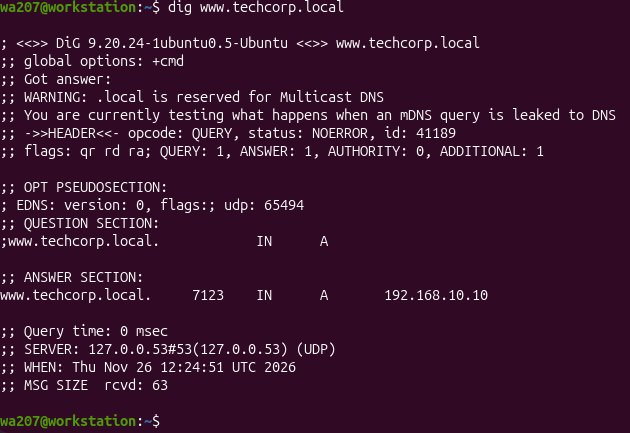 wa207@workstation:~$ dig www.techcorp.local
; <<>> DiG 9.20.24-1ubuntu0.5-Ubuntu <<>> www.techcorp.local
;; global options: +cmd
;; Got answer:
;; WARNING: .local is reserved for Multicast DNS
;; You are currently testing what happens when an mDNS query is leaked to DNS
;; ->>HEADER<<- opcode: QUERY, status: NOERROR, id: 41189
;; flags: qr rd ra; QUERY: 1, ANSWER: 1, AUTHORITY: 0, ADDITIONAL: 1
;; OPT PSEUDOSECTION:
; EDNS: version: 0, flags:; udp: 65494
;; QUESTION SECTION:
;www.techcorp.local. IN A
;; ANSWER SECTION:
www.techcorp.local. 7123 IN A 192.168.10.10
;; Query time: 0 msec
;; SERVER: 127.0.0.53#53(127.0.0.53) (UDP)
;; WHEN: Thu Nov 26 12:24:51 UTC 2026
;; MSG SIZE  rcvd: 63
wa207@workstation:~$